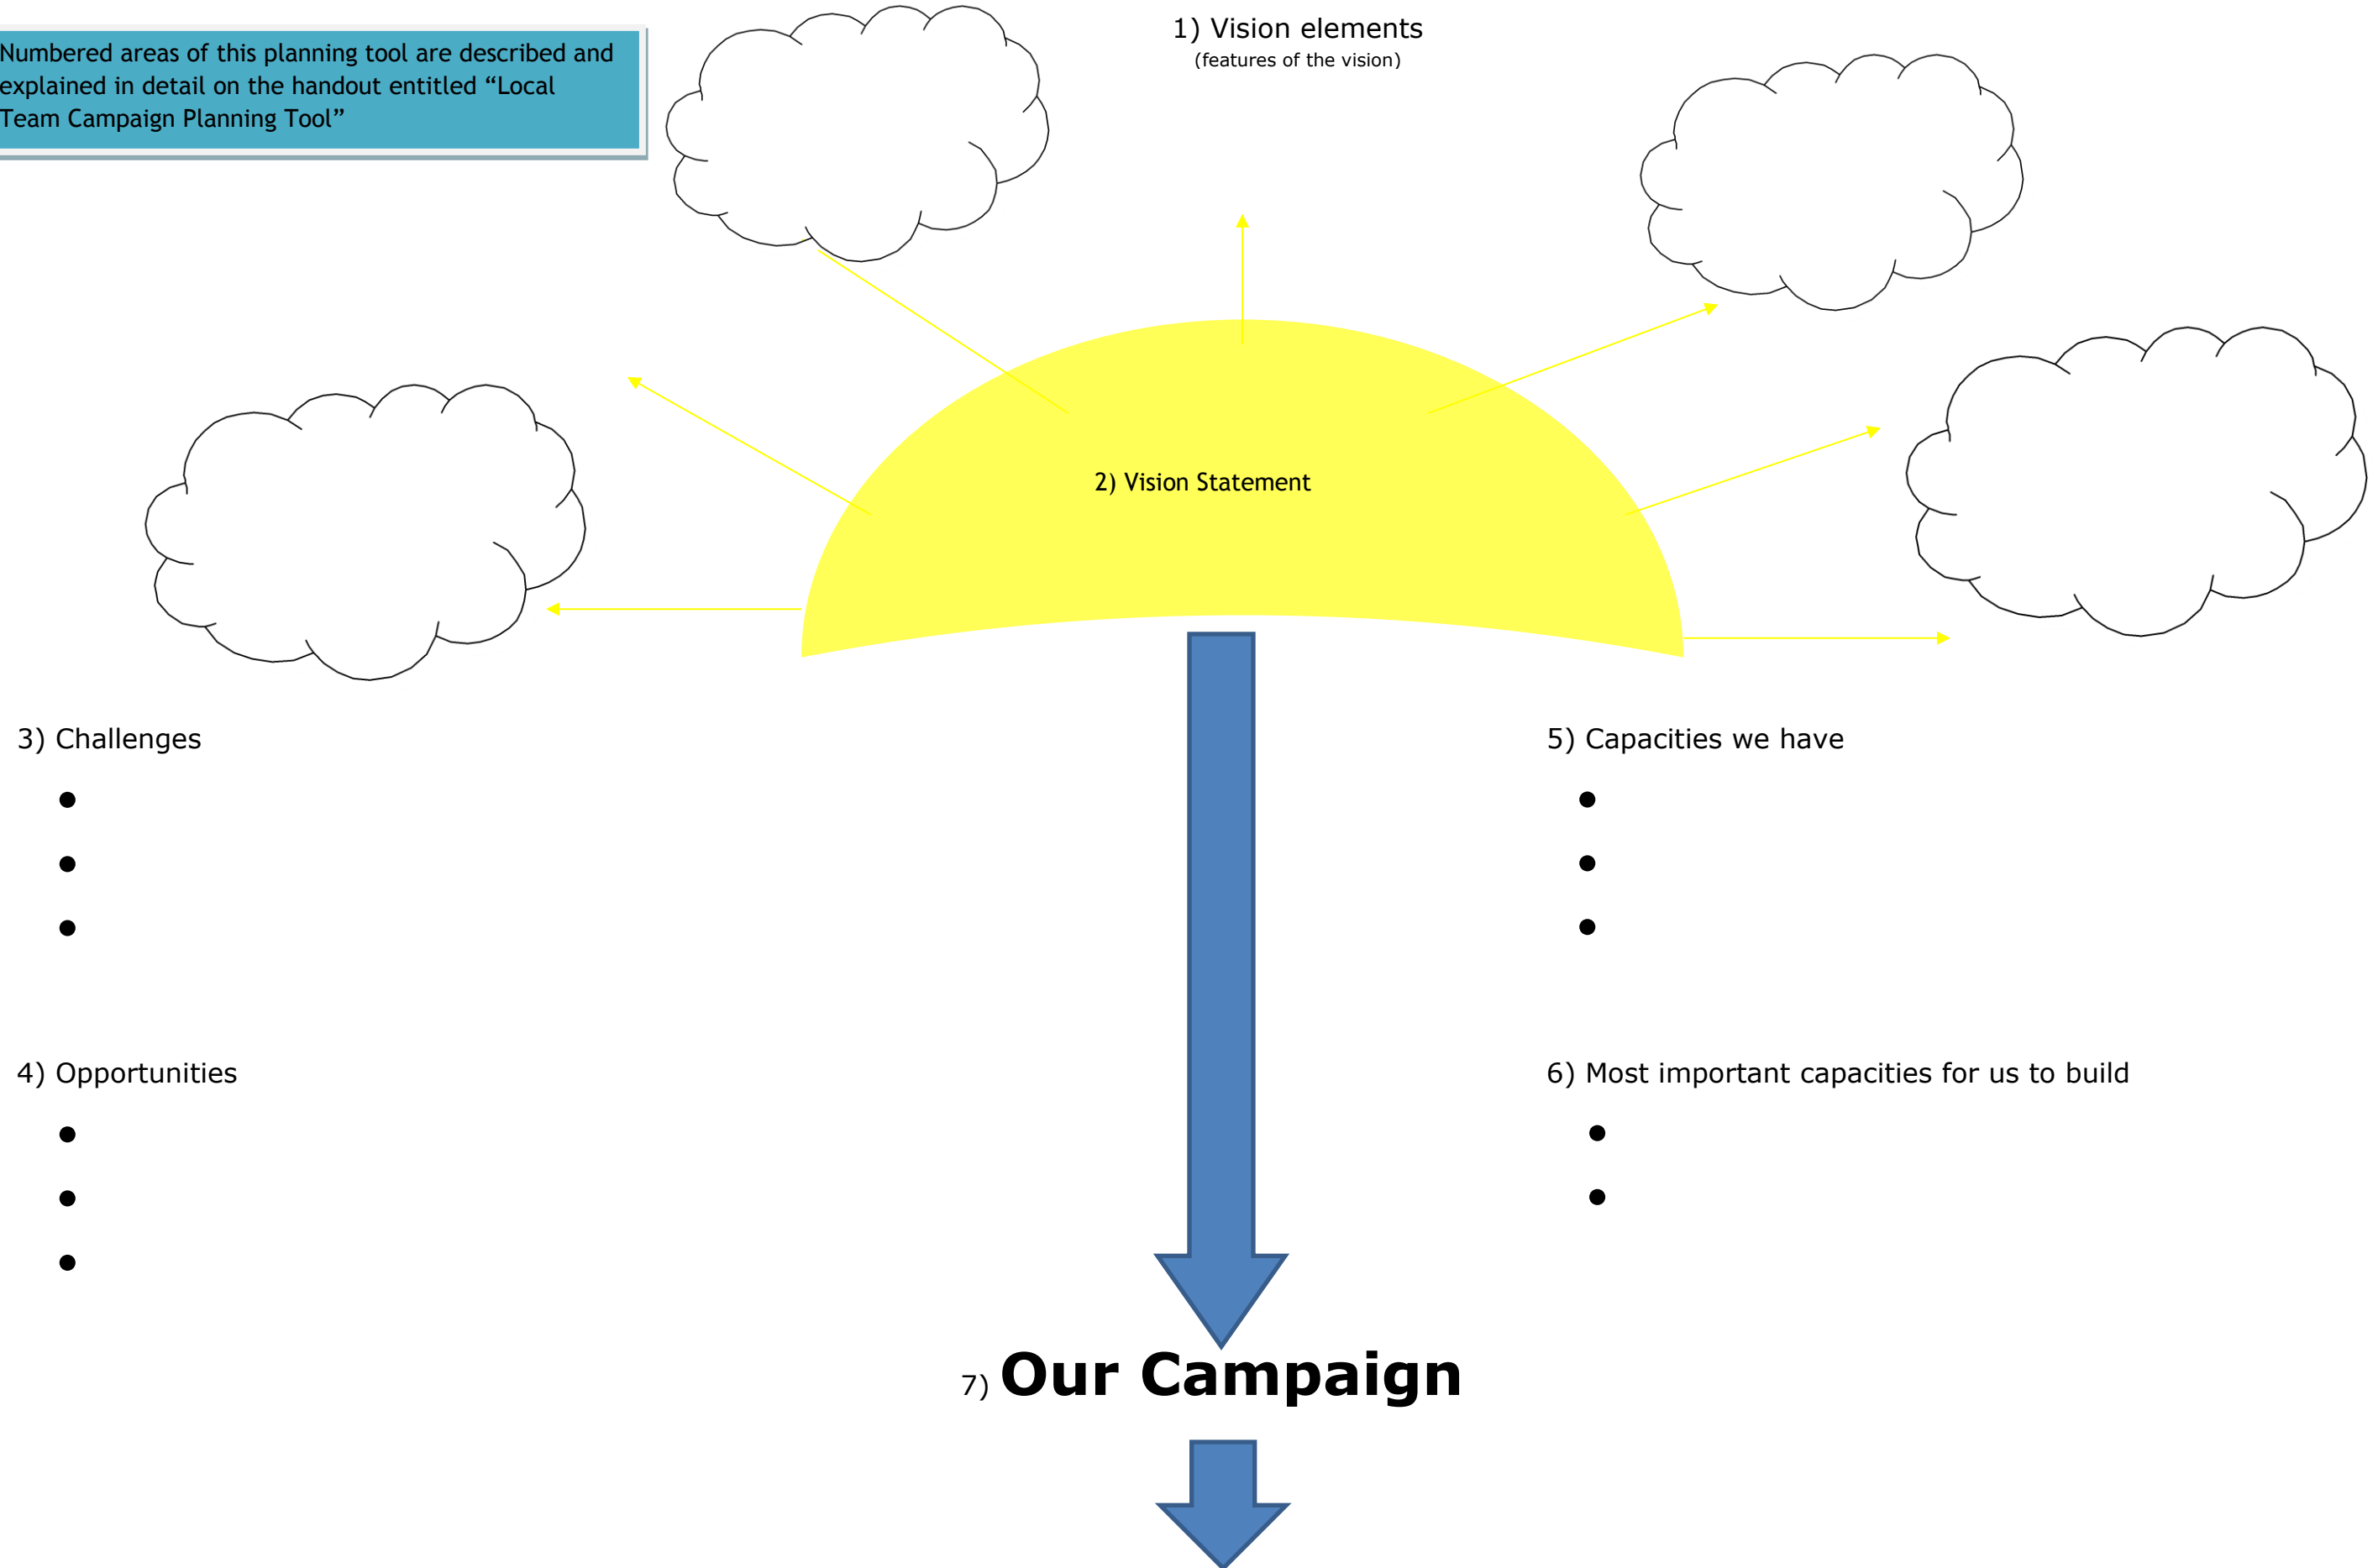 Numbered areas of this planning tool are described and
explained in detail on the handout entitled “Local
Team Campaign Planning Tool”
1) Vision elements
(features of the vision)
2) Vision Statement
3) Challenges
●
●
●
4) Opportunities
●
●
●
5) Capacities we have
●
●
●
6) Most important capacities for us to build
●
●
7) Our Campaign